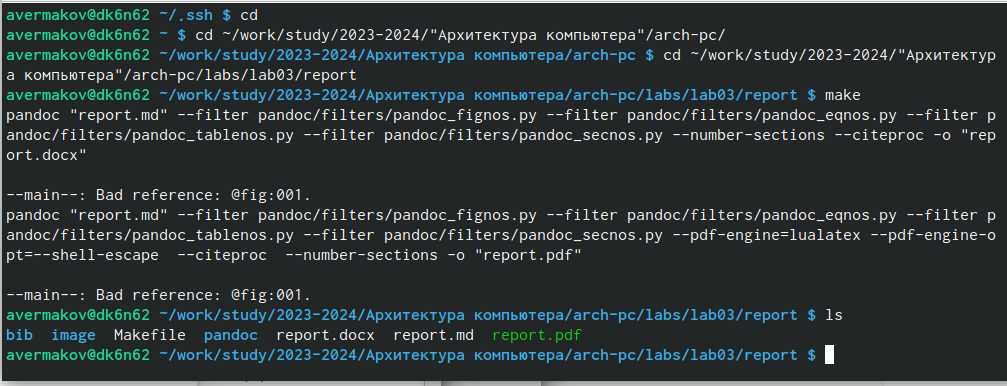 avermakov@dk6n62 ~/.ssh $ cd
avermakov@dk6n62 ~ $ cd ~/work/study/2023-2024/"Архитектура компьютера"/arch-pc/
avermakov@dk6n62 ~/work/study/2023-2024/Архитектура компьютера/arch-pc $ cd ~/work/study/2023-2024/"Архитектур
а компьютера"/arch-pc/labs/lab03/report
avermakov@dk6n62 ~/work/study/2023-2024/Архитектура компьютера/arch-pc/labs/lab03/report $ make
pandoc "report.md" --filter pandoc/filters/pandoc_fignos.py --filter pandoc/filters/pandoc_eqnos.py --filter p
andoc/filters/pandoc_tablenos.py --filter pandoc/filters/pandoc_secnos.py --number-sections --citeproc -o "rep
ort.docx"
--main--: Bad reference: @fig:001.
pandoc "report.md" --filter pandoc/filters/pandoc_fignos.py --filter pandoc/filters/pandoc_eqnos.py --filter p
andoc/filters/pandoc_tablenos.py --filter pandoc/filters/pandoc_secnos.py --pdf-engine=lualatex --pdf-engine-o
pt=--shell-escape  --citeproc  --number-sections -o "report.pdf"
--main--: Bad reference: @fig:001.
avermakov@dk6n62 ~/work/study/2023-2024/Архитектура компьютера/arch-pc/labs/lab03/report $ ls
bib  image  Makefile  pandoc  report.docx  report.md  report.pdf
avermakov@dk6n62 ~/work/study/2023-2024/Архитектура компьютера/arch-pc/labs/lab03/report $